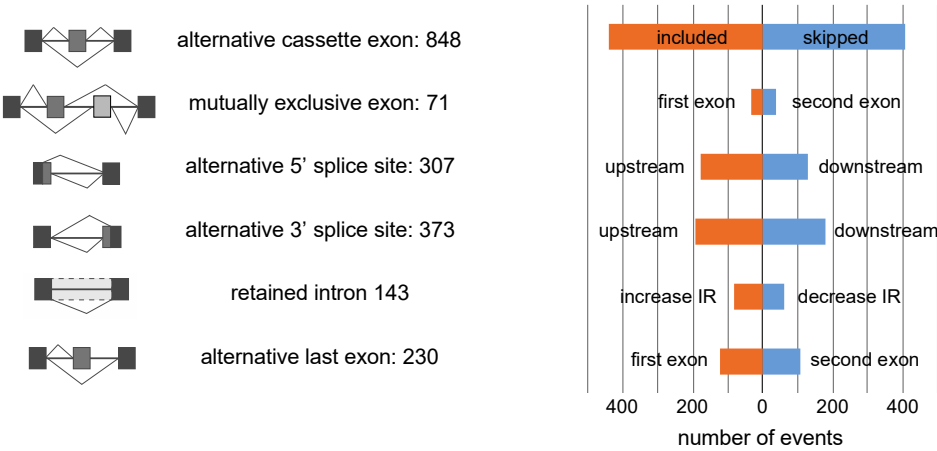 alternative cassette exon: 848
included
skipped
mutually exclusive exon: 71
first exon
second exon
alternative 5’ splice site: 307
upstream
downstream
alternative 3’ splice site: 373
upstream
downstream
retained intron 143
increase IR
decrease IR
alternative last exon: 230
first exon
second exon
400 200 0 200 400
number of events